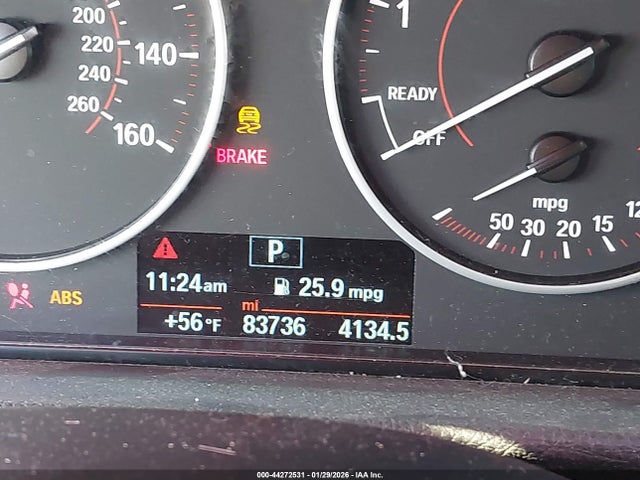 200
220
140
240
260
160
1
READY
OFF
BRAKE
mpg
50 30 20 15 12
P
11:24am 25.9 mpg
ABS
mi
+56°F 83736 4134.5
000-44272531 - 01/29/2026 - IAA Inc.